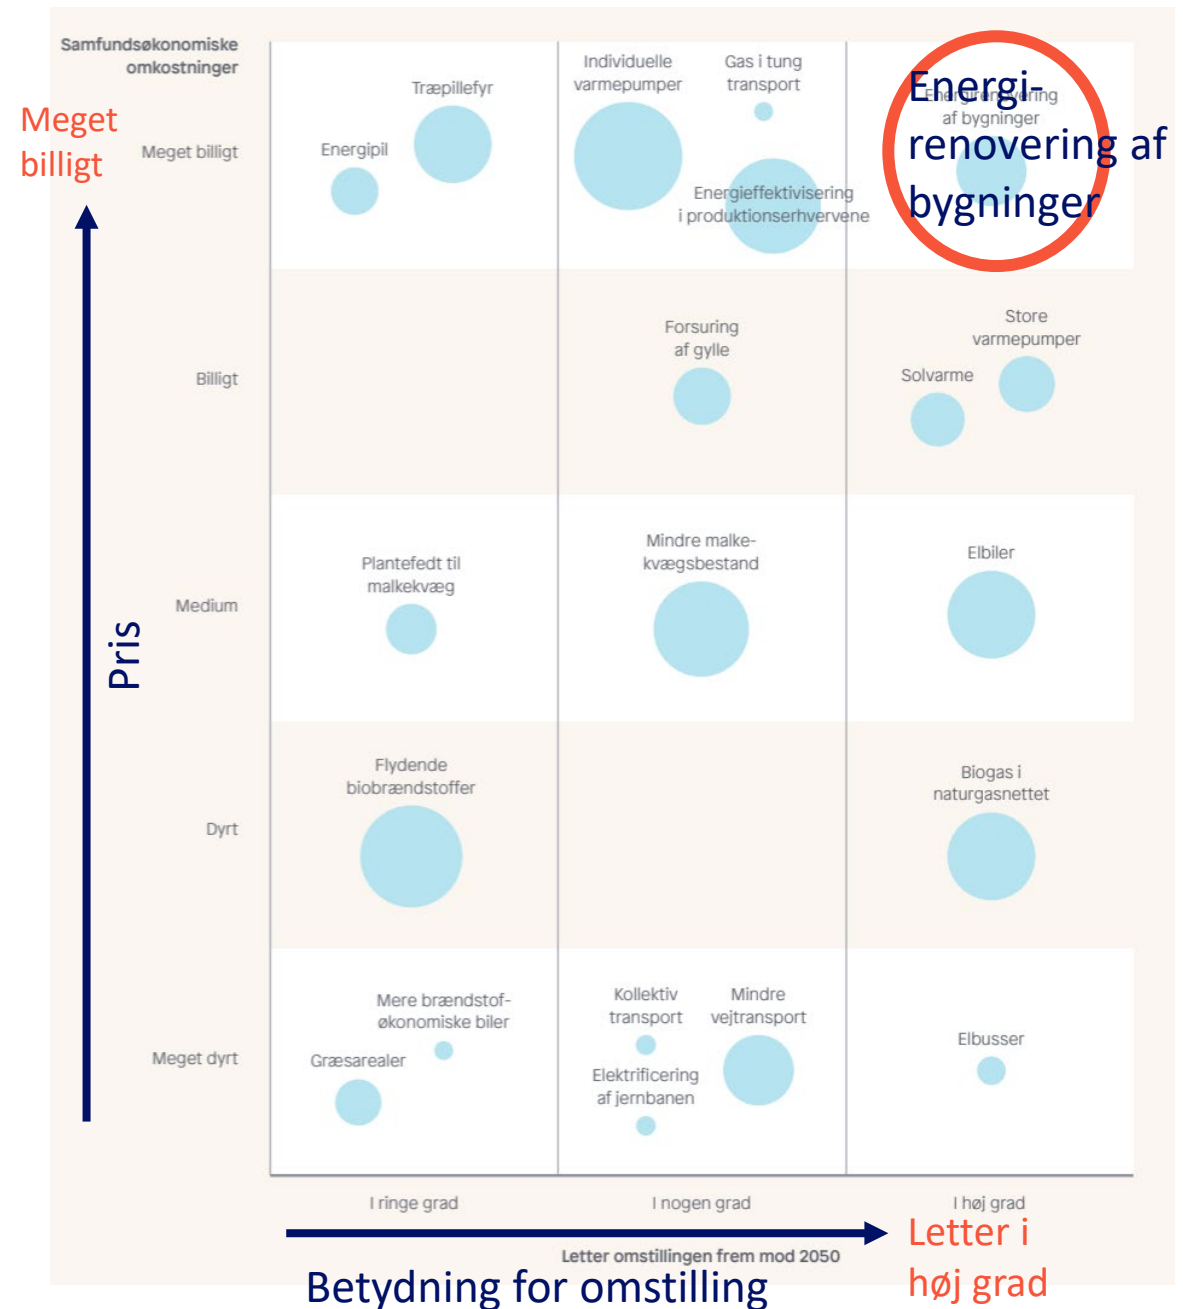 Samfundsøkonomiske
omkostninger
Meget
billigt
Meget billigt
Træpillefyr
Energipil
Individuelle
varmepumper
Gas i tung
transport
Energieffektivisering
i produktionserhvervene
Energirenovering
af bygninger
Energi-
renovering af
bygninger
Billigt
Forsuring
af gylle
Solvarme
Store
varmepumper
Pris
Medium
Plantefedt til
malkekvæg
Mindre malke-
kvægsbestand
Elbiler
Dyrt
Flydende
biobrændstoffer
Biogas i
naturgasnettet
Meget dyrt
Græsarealer
Mere brændstof-
økonomiske biler
Kollektiv
transport
Mindre
vejtransport
Elektrificering
af jernbanen
Elbusser
I ringe grad
I nogen grad
I høj grad
Letter omstillingen frem mod 2050
Letter i
høj grad
Betydning for omstilling